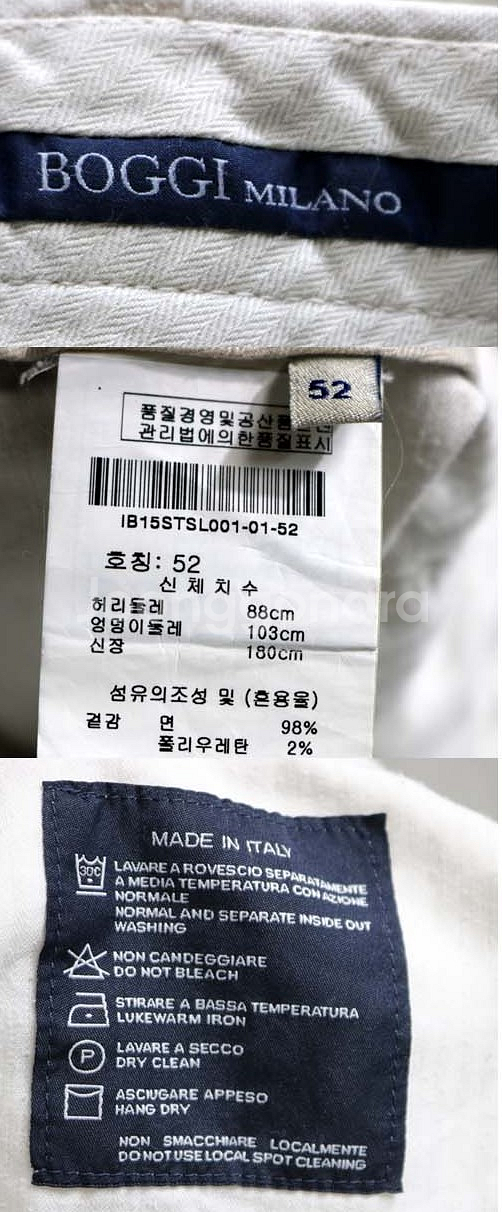 BOGGI MILANO
52
품질경영및공산품
관리법에의한품질표시
IB15STSL001-01-52
호칭: 52
신체치수
허리둘레 88cm
엉덩이둘레 103cm
신장 180cm
섬유의조성 및 (혼용율)
겉감 면 98%
폴리우레탄 2%
MADE IN ITALY
30C
LAVARE A ROVESCIO SEPARATAMENTE
A MEDIA TEMPERATURA CON AZIONE
NORMALE
NORMAL AND SEPARATE INSIDE OUT
WASHING
NON CANDEGGIARE
DO NOT BLEACH
STIRARE A BASSA TEMPERATURA
LUKEWARM IRON
P
LAVARE A SECCO
DRY CLEAN
ASCIUGARE APPESO
HANG DRY
NON SMACCHIARE LOCALMENTE
DO NOT USE LOCAL SPOT CLEANING